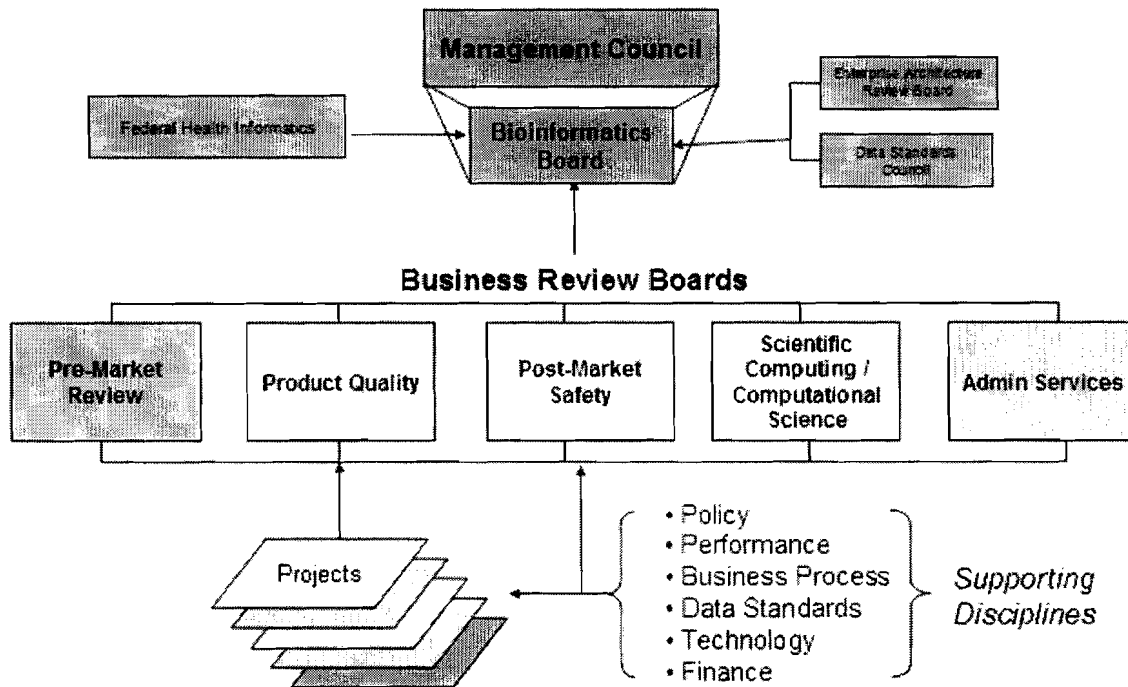 Management Council
Enterprise Architecture
Review Board
Federal Health Informatics
Bioinformatics
Board
Data Standards
Council
Business Review Boards
Pre-Market
Review
Product Quality
Post-Market
Safety
Scientific
Computing /
Computational
Science
Admin Services
Projects
• Policy
• Performance
• Business Process
• Data Standards
• Technology
• Finance
Supporting
Disciplines